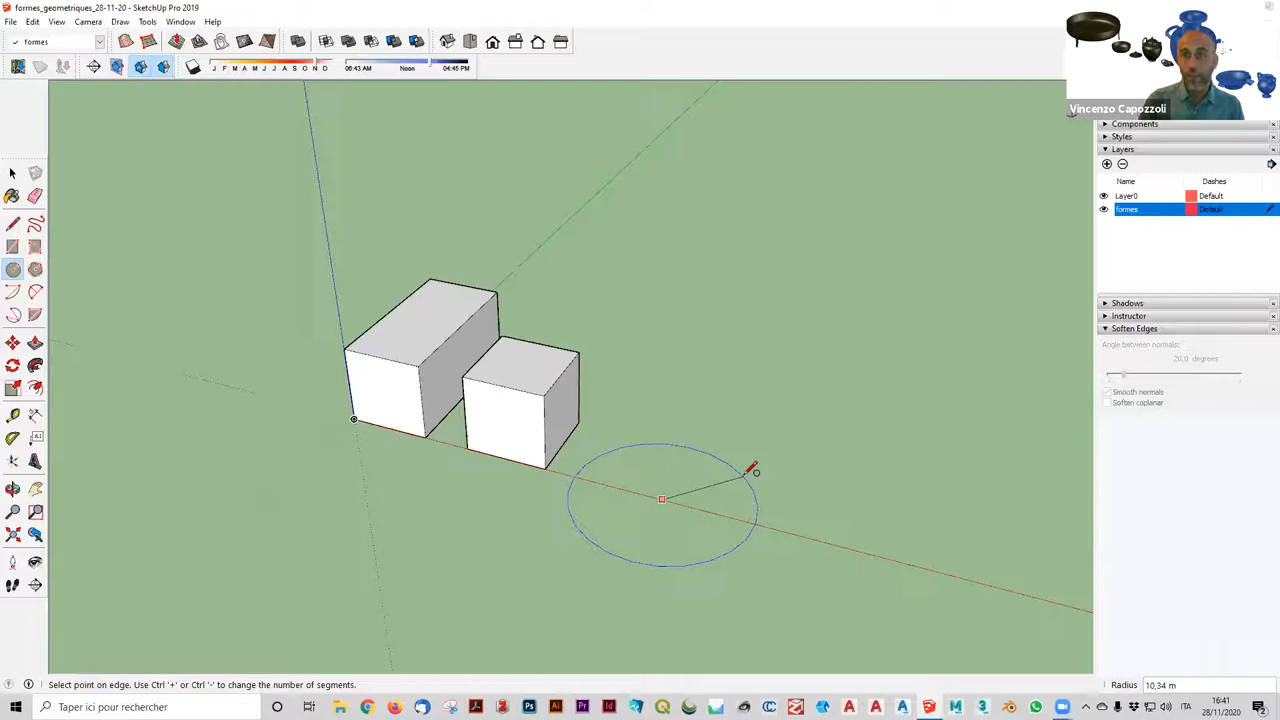 formes_geometriques_28-11-20 - SketchUp Pro 2019
File Edit View Camera Draw Tools Window Help
formes
J F M A M J J A S O N D 06:43 AM Noon 04:45 PM
Vincenzo Capozzoli
Components
Styles
Layers
Name Dashes
Layer0 Default
formes Default
Shadows
Instructor
Soften Edges
Angle between normals:
20,0 degrees
Smooth normals
Soften coplanar
Select point on edge. Use Ctrl '+' or Ctrl '-' to change the number of segments.
Radius 10,34 m
Taper ici pour rechercher
ITA
16:41
28/11/2020